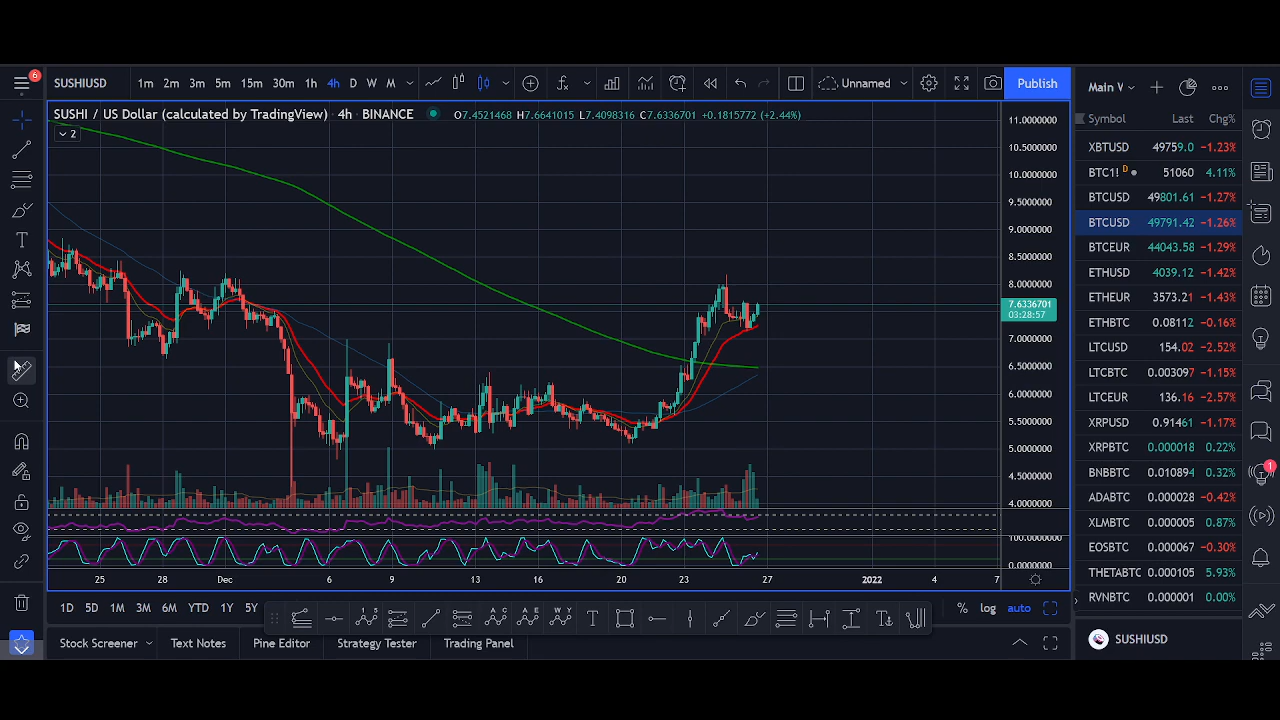 6
SUSHIUSD 1m 2m 3m 5m 15m 30m 1h 4h D W M Unnamed Publish
SUSHI / US Dollar (calculated by TradingView) · 4h · BINANCE O7.4521468 H7.6641015 L7.4098316 C7.6336701 +0.1815772 (+2.44%)
2
11.0000000
10.5000000
10.0000000
9.5000000
9.0000000
8.5000000
8.0000000
7.6336701
03:28:57
7.0000000
6.5000000
6.0000000
5.5000000
5.0000000
4.5000000
4.0000000
100.0000000
0.0000000
25 28 Dec 6 9 13 16 20 23 27 2022 4 7
1D 5D 1M 3M 6M YTD 1Y 5Y % log auto
Stock Screener Text Notes Pine Editor Strategy Tester Trading Panel
Main
Symbol Last Chg%
XBTUSD 49759.0 −1.23%
BTC1! D 51060 4.11%
BTCUSD 49801.61 −1.27%
BTCUSD 49791.42 −1.26%
BTCEUR 44043.58 −1.29%
ETHUSD 4039.12 −1.42%
ETHEUR 3573.21 −1.43%
ETHBTC 0.08112 −0.16%
LTCUSD 154.02 −2.52%
LTCBTC 0.003097 −1.15%
LTCEUR 136.16 −2.57%
XRPUSD 0.91461 −1.17%
XRPBTC 0.000018 0.22%
BNBBTC 0.010894 0.32%
ADABTC 0.000028 −0.42%
XLMBTC 0.000005 0.87%
EOSBTC 0.000067 −0.30%
THETABTC 0.000105 5.93%
RVNBTC 0.000001 0.00%
SUSHIUSD
1